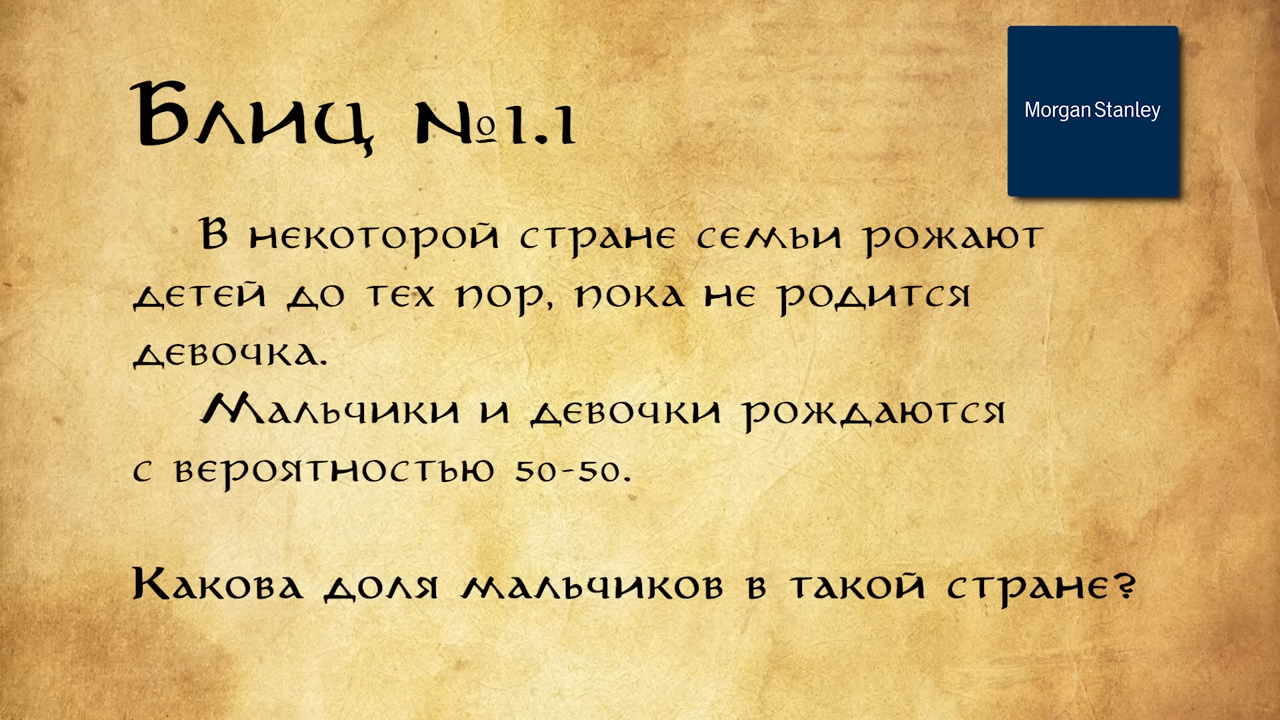 Блиц №1.1
Morgan Stanley
В некоторой стране семьи рожают
детей до тех пор, пока не родится
девочка.
Мальчики и девочки рождаются
с вероятностью 50-50.
Какова доля мальчиков в такой стране?